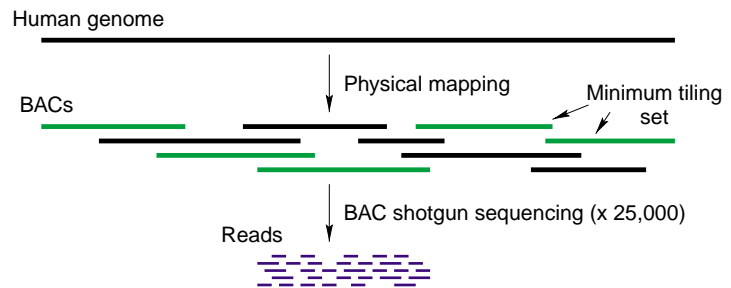 Human genome
Physical mapping
BACs
Minimum tiling
set
BAC shotgun sequencing (x 25,000)
Reads